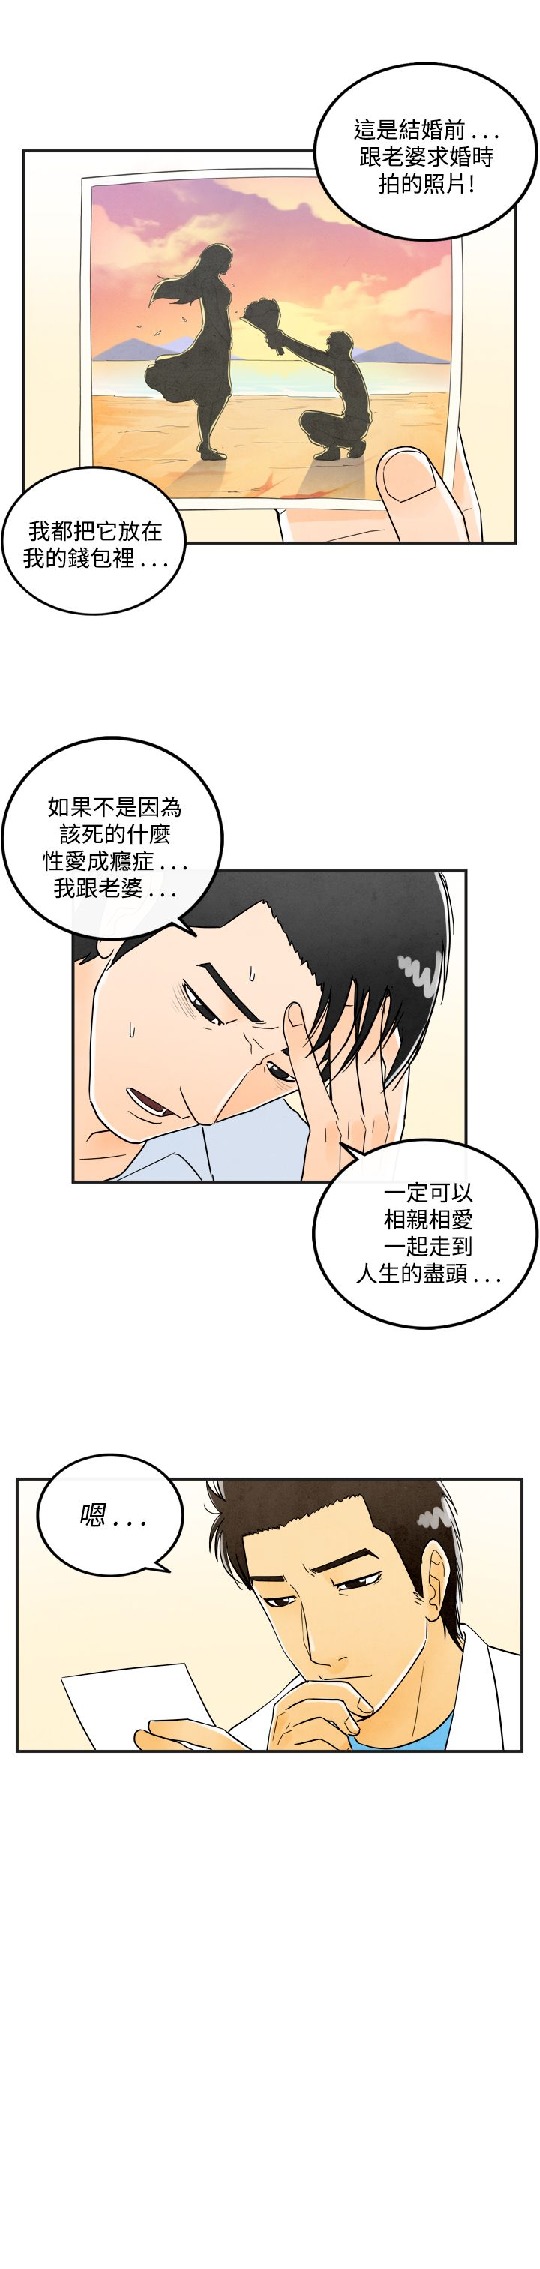 這是結婚前...
跟老婆求婚時
拍的照片!
我都把它放在
我的錢包裡...
如果不是因為
該死的什麼
性愛成癮症...
我跟老婆...
一定可以
相親相愛
一起走到
人生的盡頭...
嗯...